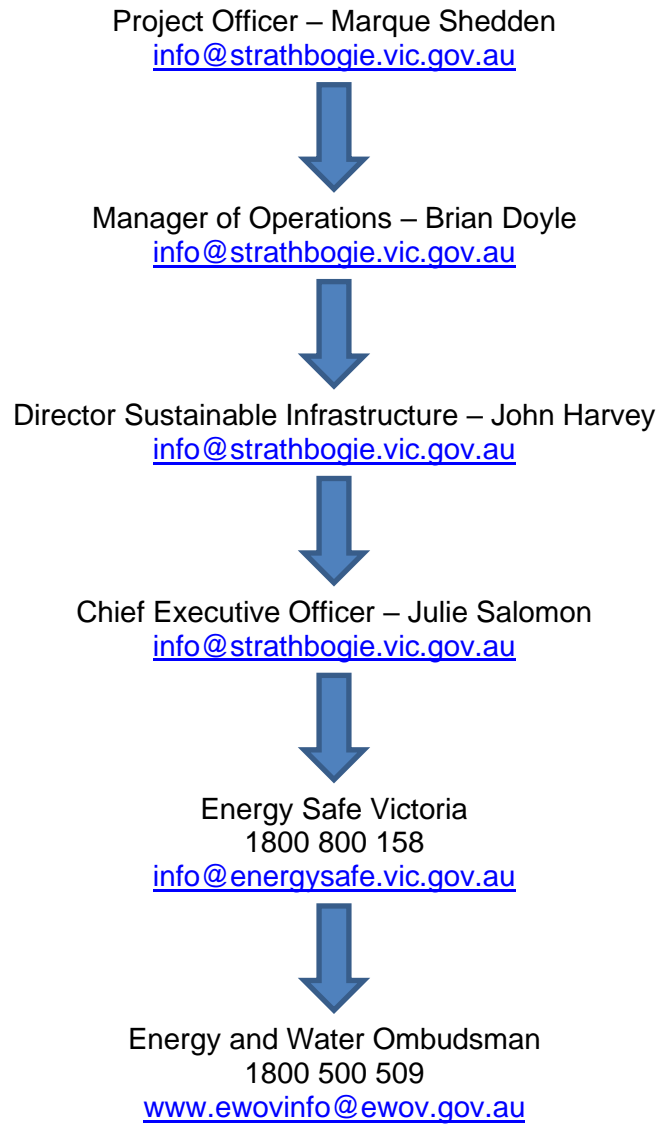 Project Officer – Marque Shedden
info@strathbogie.vic.gov.au
Manager of Operations – Brian Doyle
info@strathbogie.vic.gov.au
Director Sustainable Infrastructure – John Harvey
info@strathbogie.vic.gov.au
Chief Executive Officer – Julie Salomon
info@strathbogie.vic.gov.au
Energy Safe Victoria
1800 800 158
info@energysafe.vic.gov.au
Energy and Water Ombudsman
1800 500 509
www.ewovinfo@ewov.gov.au